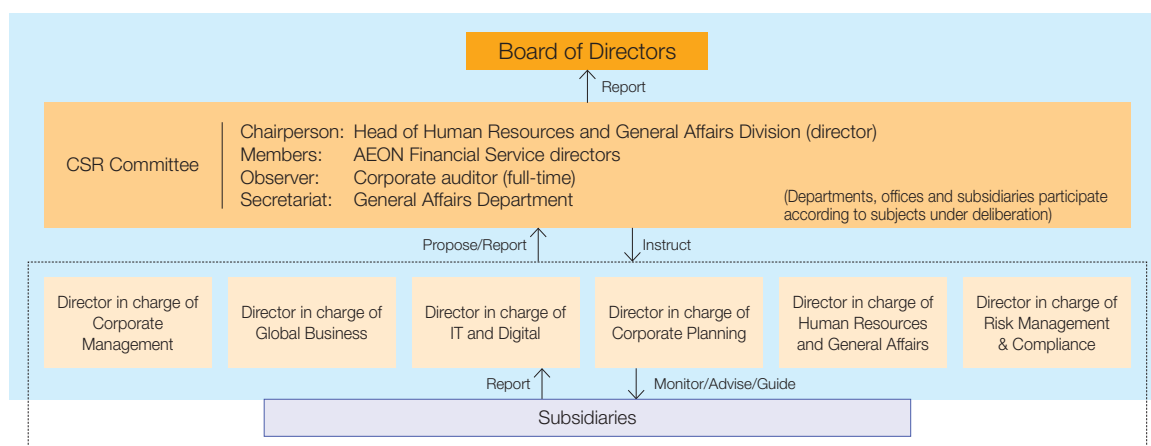 Board of Directors
Report
CSR Committee
Chairperson: Head of Human Resources and General Affairs Division (director)
Members: AEON Financial Service directors
Observer: Corporate auditor (full-time)
Secretariat: General Affairs Department
(Departments, offices and subsidiaries participate
according to subjects under deliberation)
Propose/Report
Instruct
Director in charge of
Corporate
Management
Director in charge of
Global Business
Director in charge of
IT and Digital
Director in charge of
Corporate Planning
Director in charge of
Human Resources
and General Affairs
Director in charge of
Risk Management
& Compliance
Report
Monitor/Advise/Guide
Subsidiaries